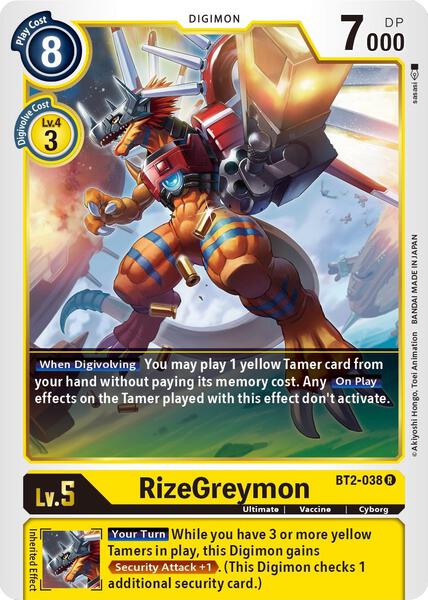 Play Cost
8
DIGIMON
7000
DP
Digivolve Cost
Lv.4
3
sasasi
©Akiyoshi Hongo, Toei Animation BANDAI MADE IN JAPAN
When Digivolving You may play 1 yellow Tamer card from
your hand without paying its memory cost. Any On Play
effects on the Tamer played with this effect don't activate.
Lv.5
RizeGreymon
BT2-038 R
Ultimate | Vaccine | Cyborg
Inherited Effect
Your Turn While you have 3 or more yellow
Tamers in play, this Digimon gains
Security Attack +1. (This Digimon checks 1
additional security card.)